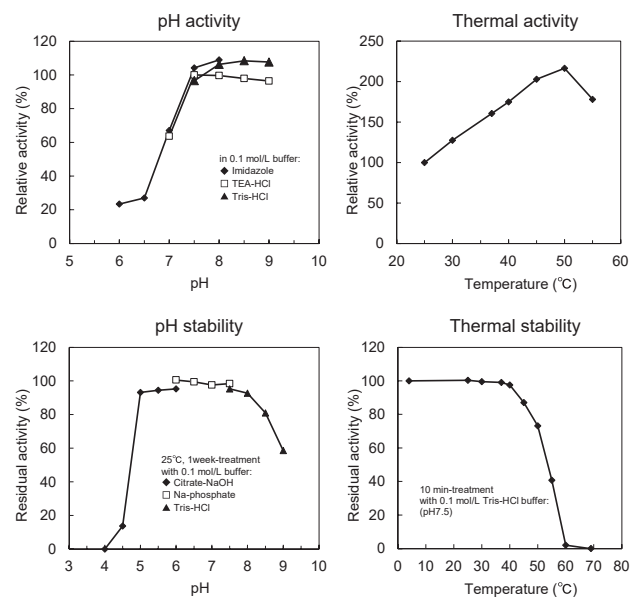 pH activity
120
100
80
60
40
20
0
Relative activity (%)
in 0.1 mol/L buffer:
Imidazole
TEA-HCl
Tris-HCl
5 6 7 8 9 10
pH
Thermal activity
250
200
150
100
50
0
Relative activity (%)
20 30 40 50 60
Temperature (°C)
pH stability
120
100
80
60
40
20
0
Residual activity (%)
25°C, 1week-treatment
with 0.1 mol/L buffer:
Citrate-NaOH
Na-phosphate
Tris-HCl
3 4 5 6 7 8 9 10
pH
Thermal stability
120
100
80
60
40
20
0
Residual activity (%)
10 min-treatment
with 0.1 mol/L Tris-HCl buffer:
(pH7.5)
0 10 20 30 40 50 60 70 80
Temperature (°C)